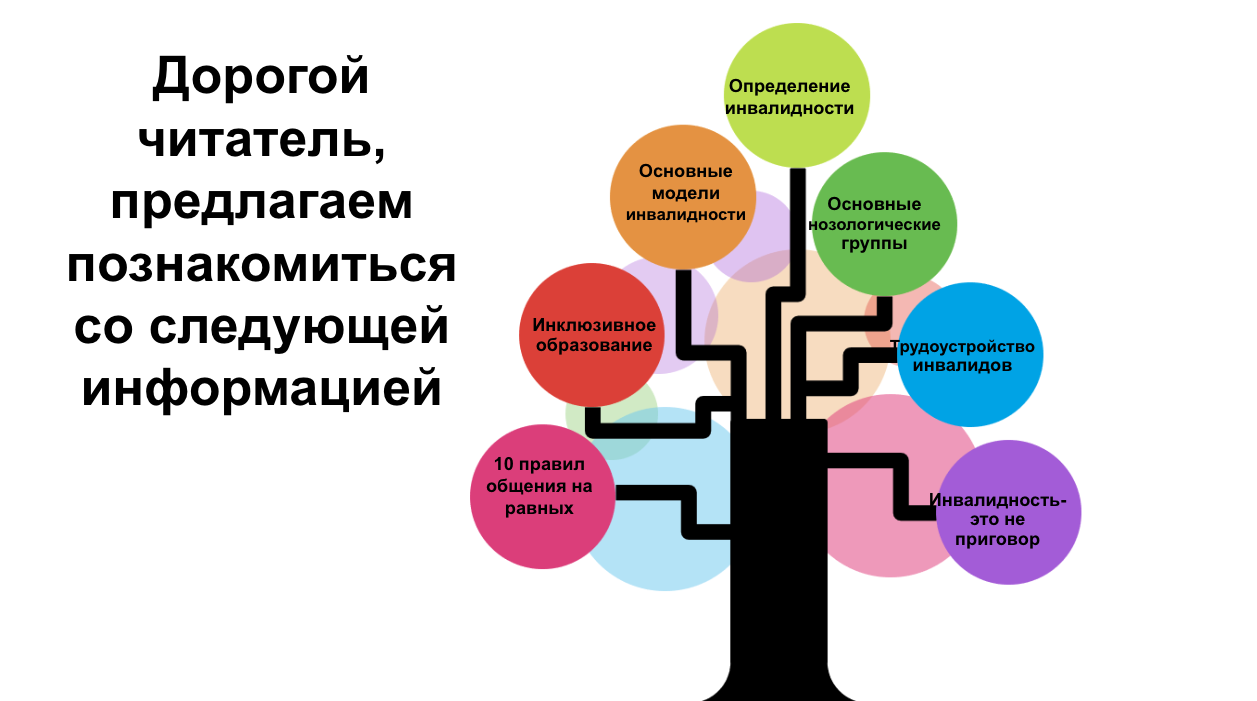 Дорогой
читатель,
предлагаем
познакомиться
со следующей
информацией
Определение
инвалидности
Основные
модели
инвалидности
Основные
нозологические
группы
Инклюзивное
образование
Трудоустройство
инвалидов
10 правил
общения на
равных
Инвалидность-
это не
приговор